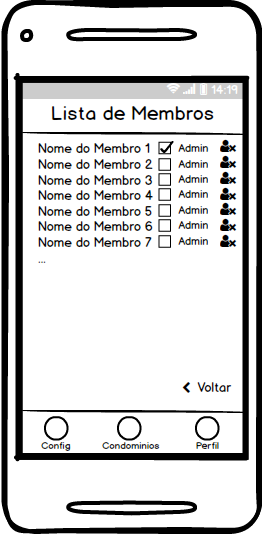 14:19
Lista de Membros
Nome do Membro 1 Admin
Nome do Membro 2 Admin
Nome do Membro 3 Admin
Nome do Membro 4 Admin
Nome do Membro 5 Admin
Nome do Membro 6 Admin
Nome do Membro 7 Admin
...
Voltar
Config Condominios Perfil